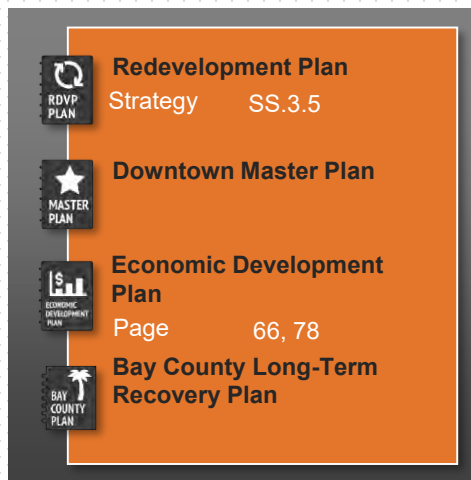 RDVP
PLAN
Redevelopment Plan
Strategy SS.3.5
MASTER
PLAN
Downtown Master Plan
$
ECONOMIC
DEVELOPMENT
PLAN
Economic Development
Plan
Page 66, 78
BAY
COUNTY
PLAN
Bay County Long-Term
Recovery Plan